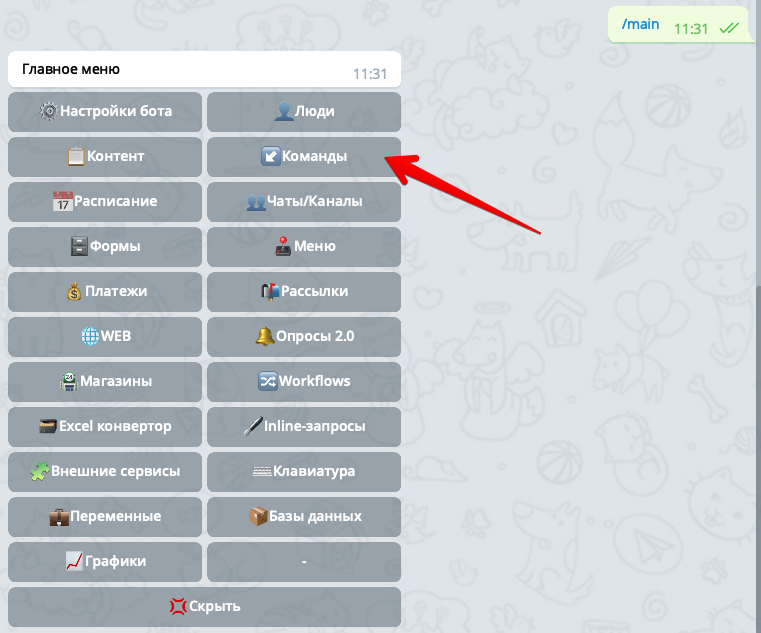 /main 11:31
Главное меню 11:31
Настройки бота Люди
Контент Команды
17 Расписание Чаты/Каналы
Формы Меню
Платежи Рассылки
WEB Опросы 2.0
Магазины Workflows
Excel конвертор Inline-запросы
Внешние сервисы Клавиатура
Переменные Базы данных
Графики -
Скрыть